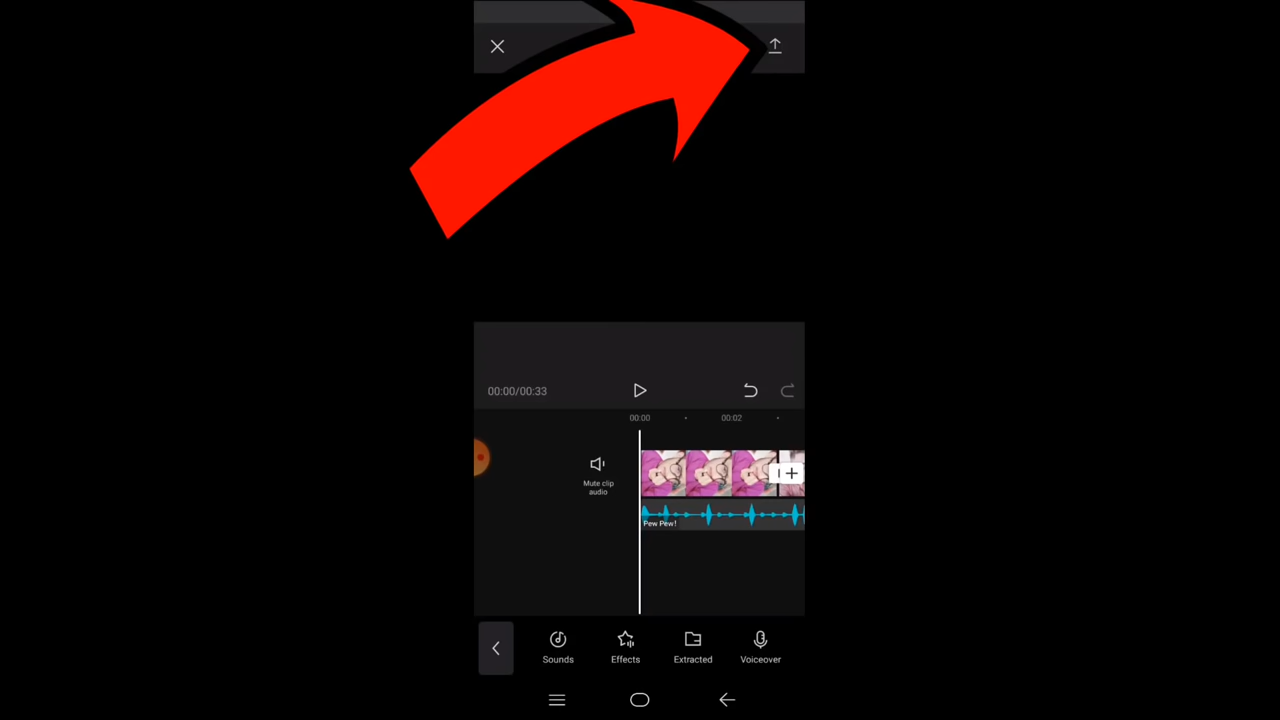 00:00/00:33
00:00
00:02
Mute clip
audio
Pew Pew!
Sounds
Effects
Extracted
Voiceover